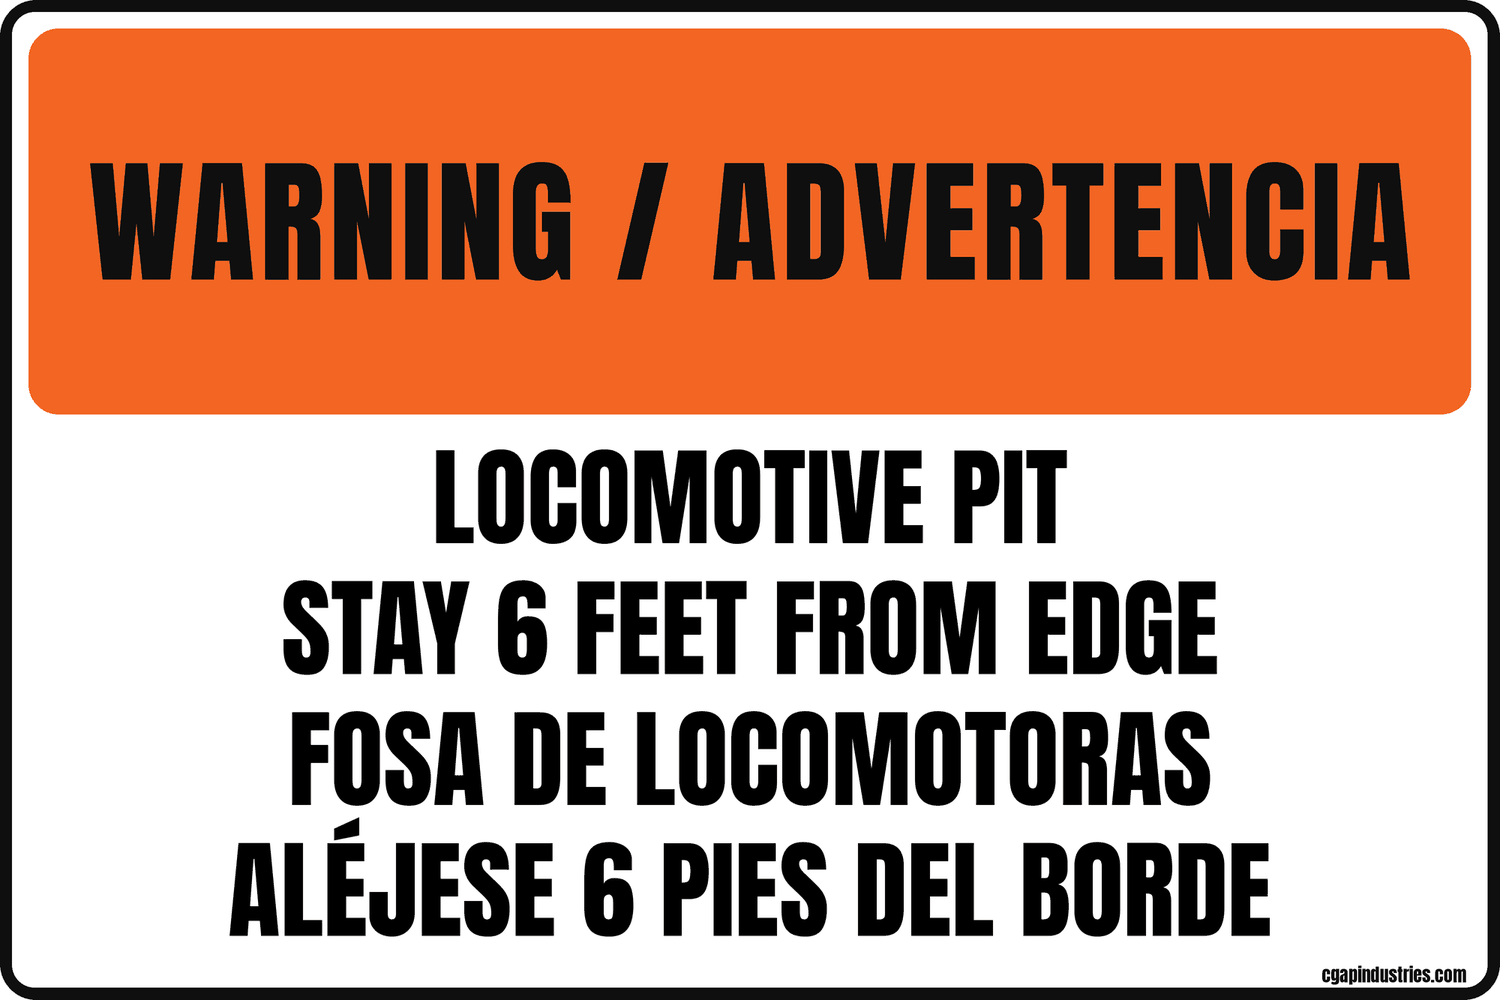 WARNING / ADVERTENCIA
LOCOMOTIVE PIT
STAY 6 FEET FROM EDGE
FOSA DE LOCOMOTORAS
ALÉJESE 6 PIES DEL BORDE
cgapindustries.com